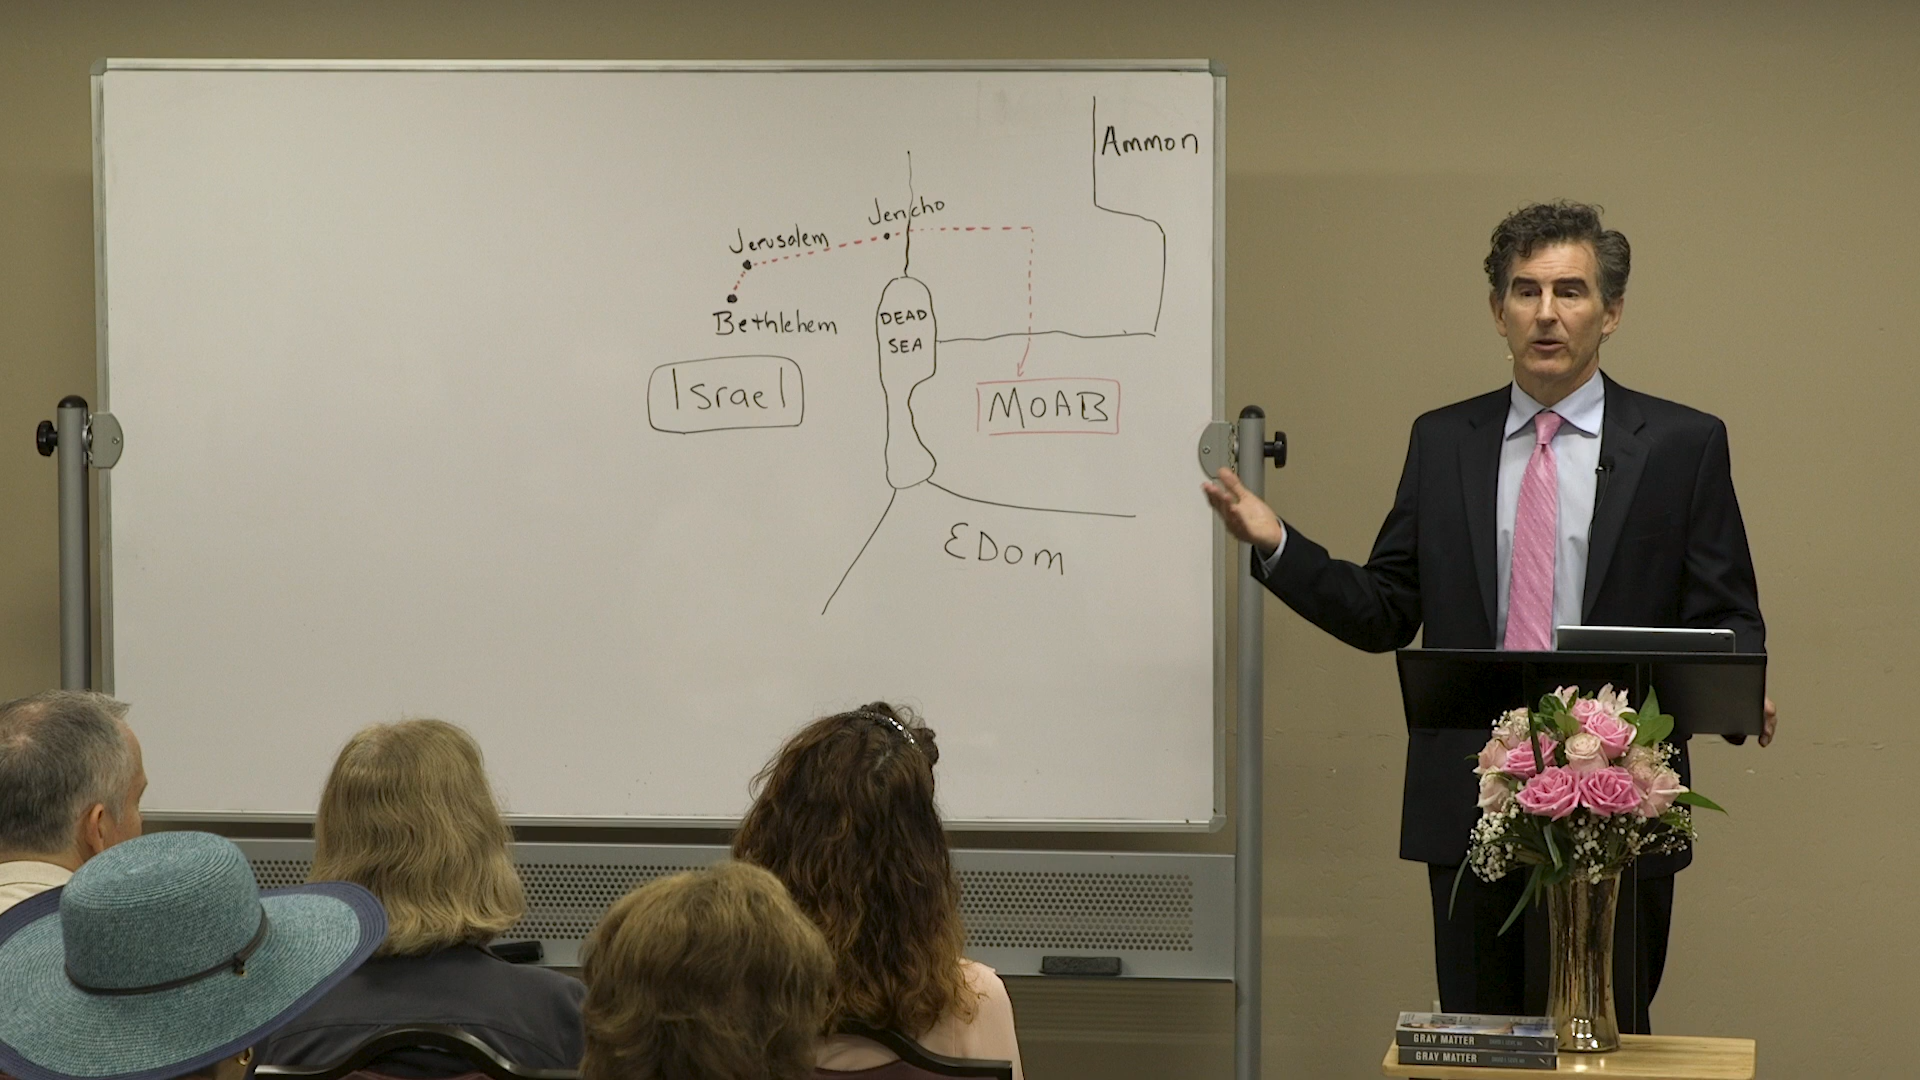 Ammon
Jericho
Jerusalem
Bethlehem
DEAD
SEA
Israel
MOAB
EDom
GRAY MATTER
GRAY MATTER